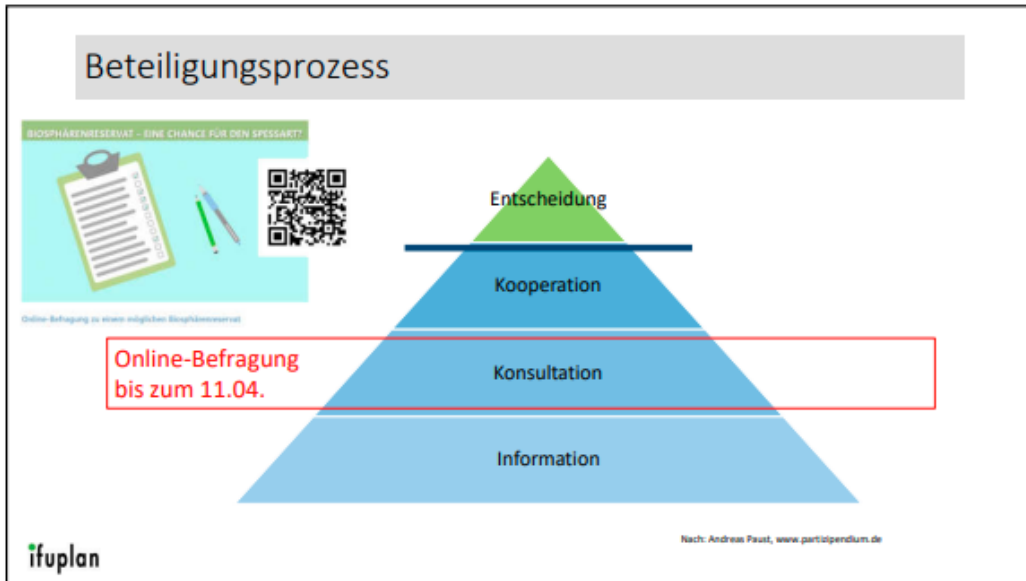 Beteiligungsprozess
BIOSPHÄRENRESERVAT – EINE CHANCE FÜR DEN SPESSART?
Entscheidung
Kooperation
Online-Befragung zu einem möglichen Biosphärenreservat
Online-Befragung
bis zum 11.04.
Konsultation
Information
Nach: Andreas Paust, www.partizipendium.de
ifuplan